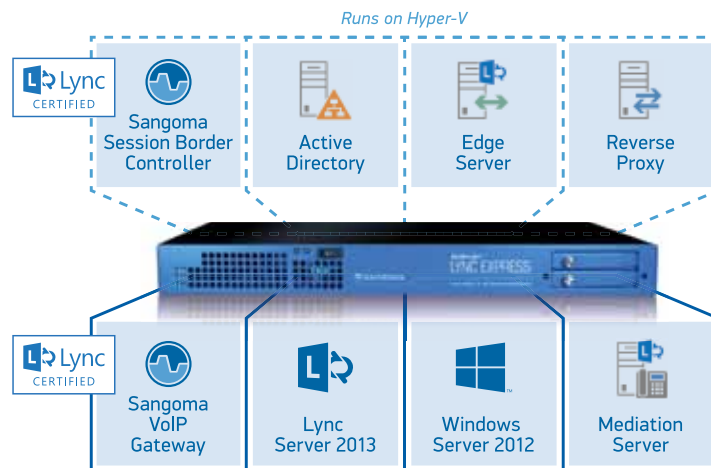 Runs on Hyper-V
Lync
CERTIFIED
Sangoma
Session Border
Controller
Active
Directory
Edge
Server
Reverse
Proxy
LYNC EXPRESS
Lync
CERTIFIED
Sangoma
VoIP
Gateway
L
Lync
Server 2013
Windows
Server 2012
TM
Mediation
Server